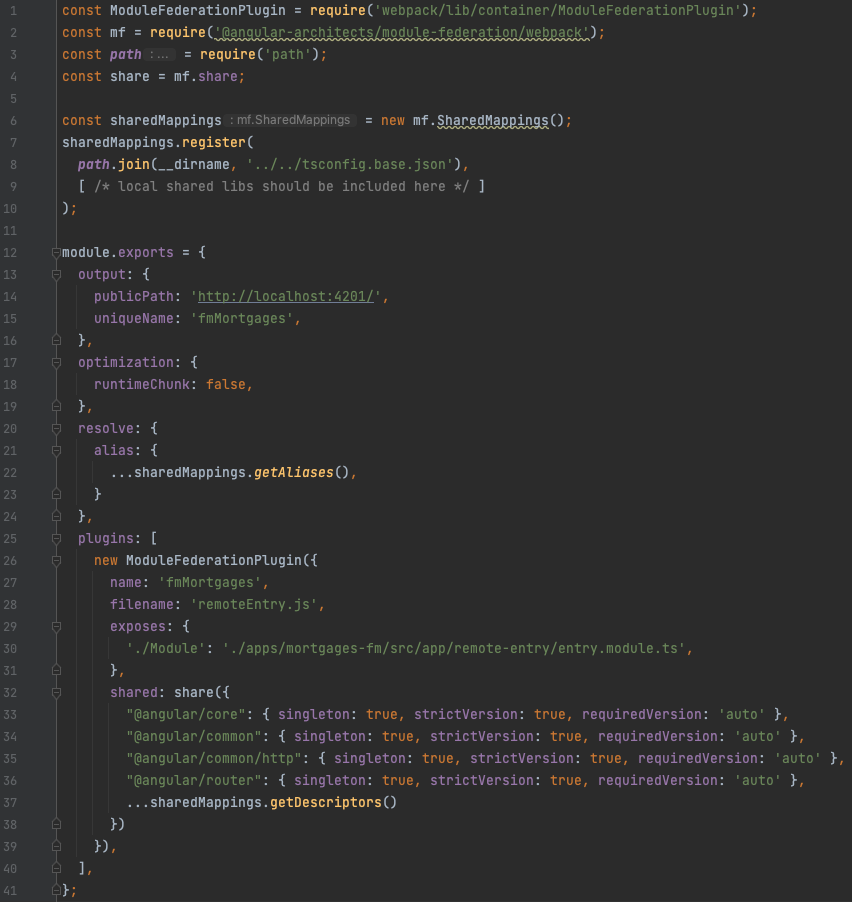 1 const ModuleFederationPlugin = require('webpack/lib/container/ModuleFederationPlugin');
2 const mf = require('@angular-architects/module-federation/webpack');
3 const path : ... = require('path');
4 const share = mf.share;
5
6 const sharedMappings : mf.SharedMappings = new mf.SharedMappings();
7 sharedMappings.register(
8   path.join(__dirname, '../../tsconfig.base.json'),
9   [ /* local shared libs should be included here */ ]
10 );
11
12 module.exports = {
13   output: {
14     publicPath: 'http://localhost:4201/',
15     uniqueName: 'fmMortgages',
16   },
17   optimization: {
18     runtimeChunk: false,
19   },
20   resolve: {
21     alias: {
22       ...sharedMappings.getAliases(),
23     }
24   },
25   plugins: [
26     new ModuleFederationPlugin({
27       name: 'fmMortgages',
28       filename: 'remoteEntry.js',
29       exposes: {
30         './Module': './apps/mortgages-fm/src/app/remote-entry/entry.module.ts',
31       },
32       shared: share({
33         "@angular/core": { singleton: true, strictVersion: true, requiredVersion: 'auto' },
34         "@angular/common": { singleton: true, strictVersion: true, requiredVersion: 'auto' },
35         "@angular/common/http": { singleton: true, strictVersion: true, requiredVersion: 'auto' },
36         "@angular/router": { singleton: true, strictVersion: true, requiredVersion: 'auto' },
37         ...sharedMappings.getDescriptors()
38       })
39     }),
40   ],
41 };